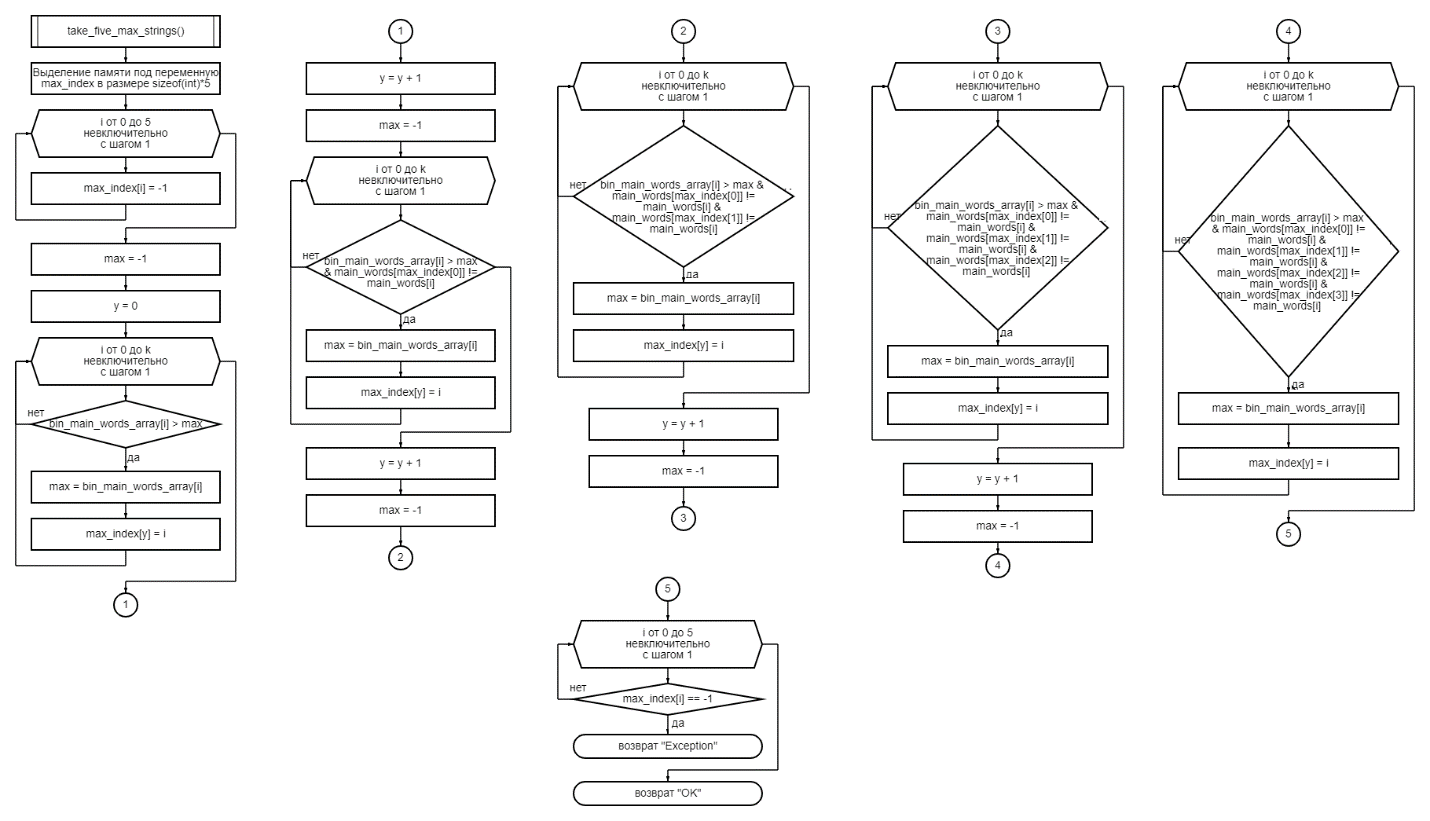 take_five_max_strings()
Выделение памяти под переменную
max_index в размере sizeof(int)*5
i от 0 до 5
невключительно
с шагом 1
max_index[i] = -1
max = -1
y = 0
i от 0 до k
невключительно
с шагом 1
нет
bin_main_words_array[i] > max
да
max = bin_main_words_array[i]
max_index[y] = i
1
1
y = y + 1
max = -1
i от 0 до k
невключительно
с шагом 1
нет
bin_main_words_array[i] > max
& main_words[max_index[0]] !=
main_words[i]
да
max = bin_main_words_array[i]
max_index[y] = i
y = y + 1
max = -1
2
2
i от 0 до k
невключительно
с шагом 1
нет
bin_main_words_array[i] > max &
main_words[max_index[0]] !=
main_words[i] &
main_words[max_index[1]] !=
main_words[i]
да
max = bin_main_words_array[i]
max_index[y] = i
y = y + 1
max = -1
3
3
i от 0 до k
невключительно
с шагом 1
нет
bin_main_words_array[i] > max &
main_words[max_index[0]] !=
main_words[i] &
main_words[max_index[1]] !=
main_words[i] &
main_words[max_index[2]] !=
main_words[i]
да
max = bin_main_words_array[i]
max_index[y] = i
y = y + 1
max = -1
4
4
i от 0 до k
невключительно
с шагом 1
нет
bin_main_words_array[i] > max
& main_words[max_index[0]] !=
main_words[i] &
main_words[max_index[1]] !=
main_words[i] &
main_words[max_index[2]] !=
main_words[i] &
main_words[max_index[3]] !=
main_words[i]
да
max = bin_main_words_array[i]
max_index[y] = i
5
5
i от 0 до 5
невключительно
с шагом 1
нет
max_index[i] == -1
да
возврат "Exception"
возврат "OK"